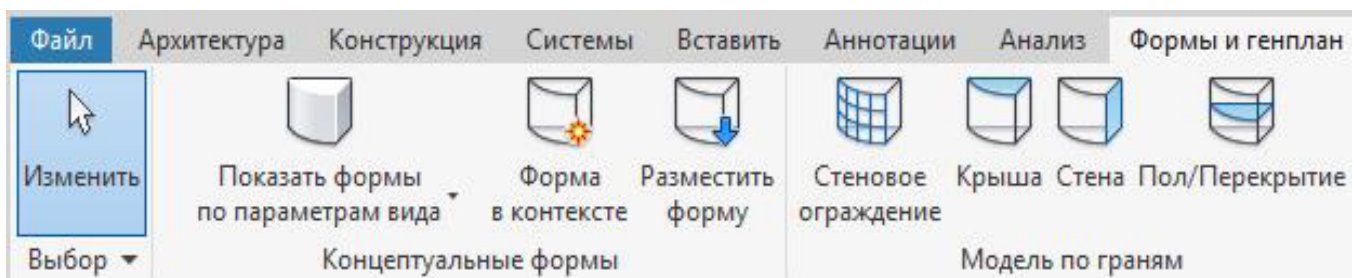 Файл Архитектура Конструкция Системы Вставить Аннотации Анализ Формы и генплан
Изменить
Показать формы
по параметрам вида
Форма
в контексте
Разместить
форму
Стеновое
ограждение
Крыша
Стена
Пол/Перекрытие
Выбор
Концептуальные формы
Модель по граням